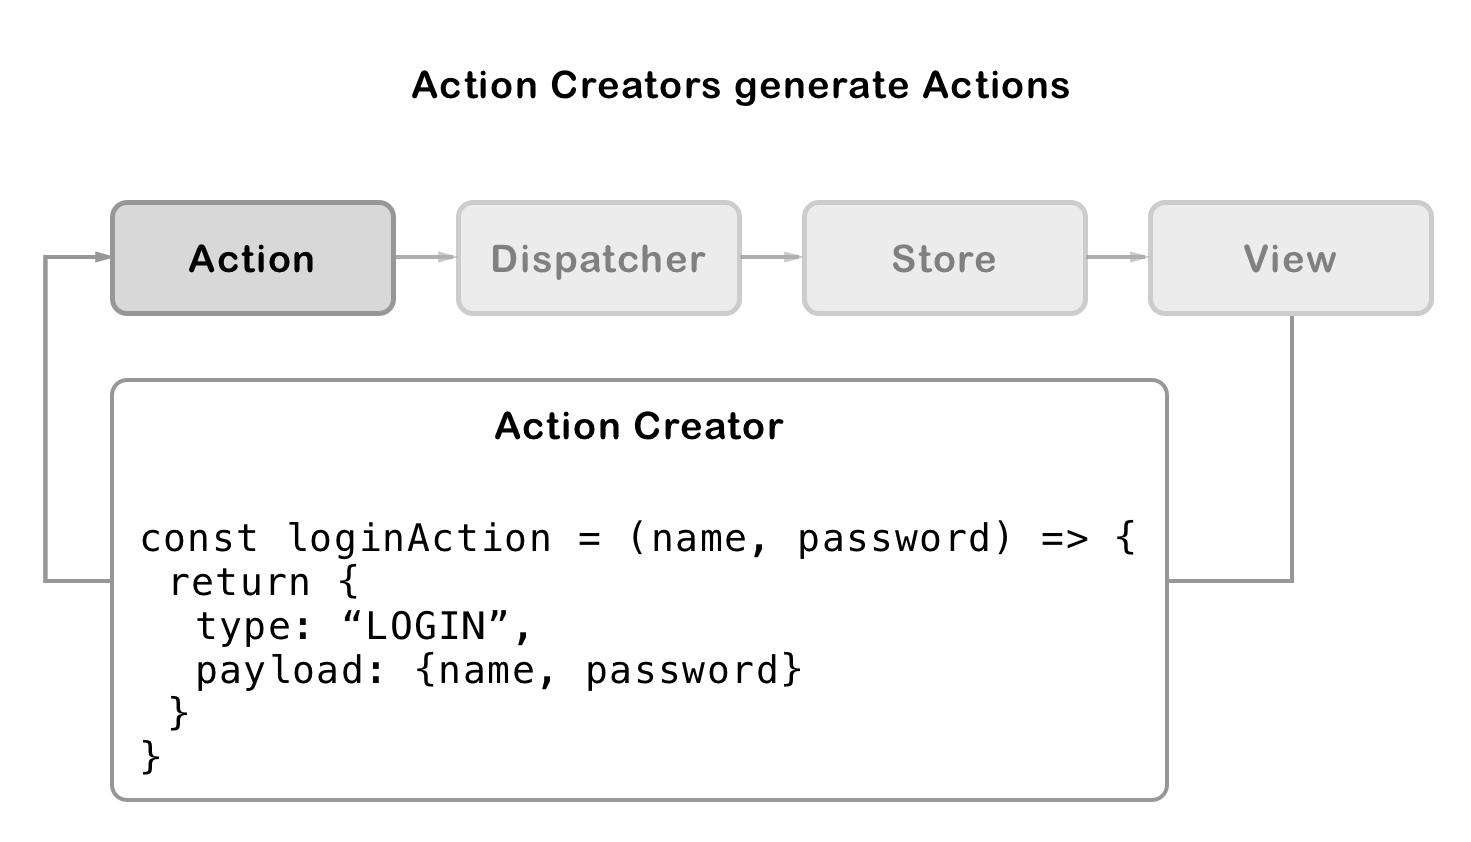 Action Creators generate Actions
Action
Dispatcher
Store
View
Action Creator
const loginAction = (name, password) => {
return {
type: “LOGIN”,
payload: {name, password}
}
}